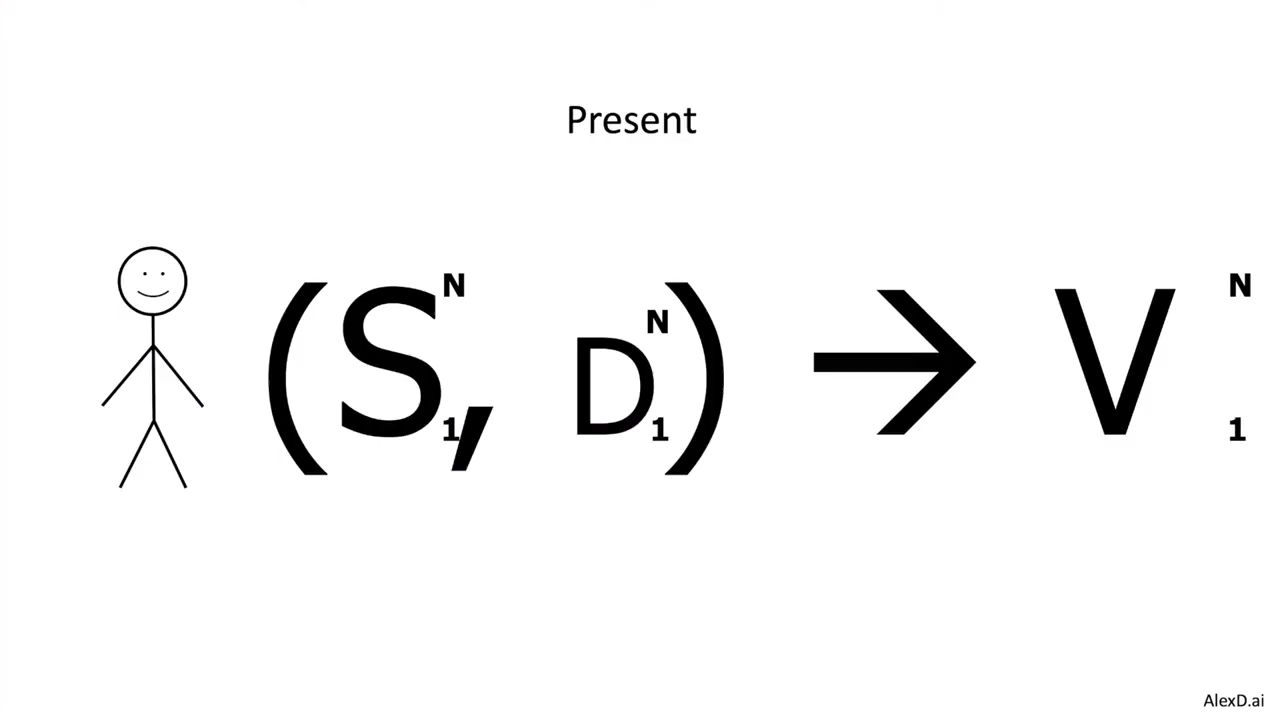 Present
(S₁ᴺ, D₁ᴺ) → V₁ᴺ
AlexD.ai